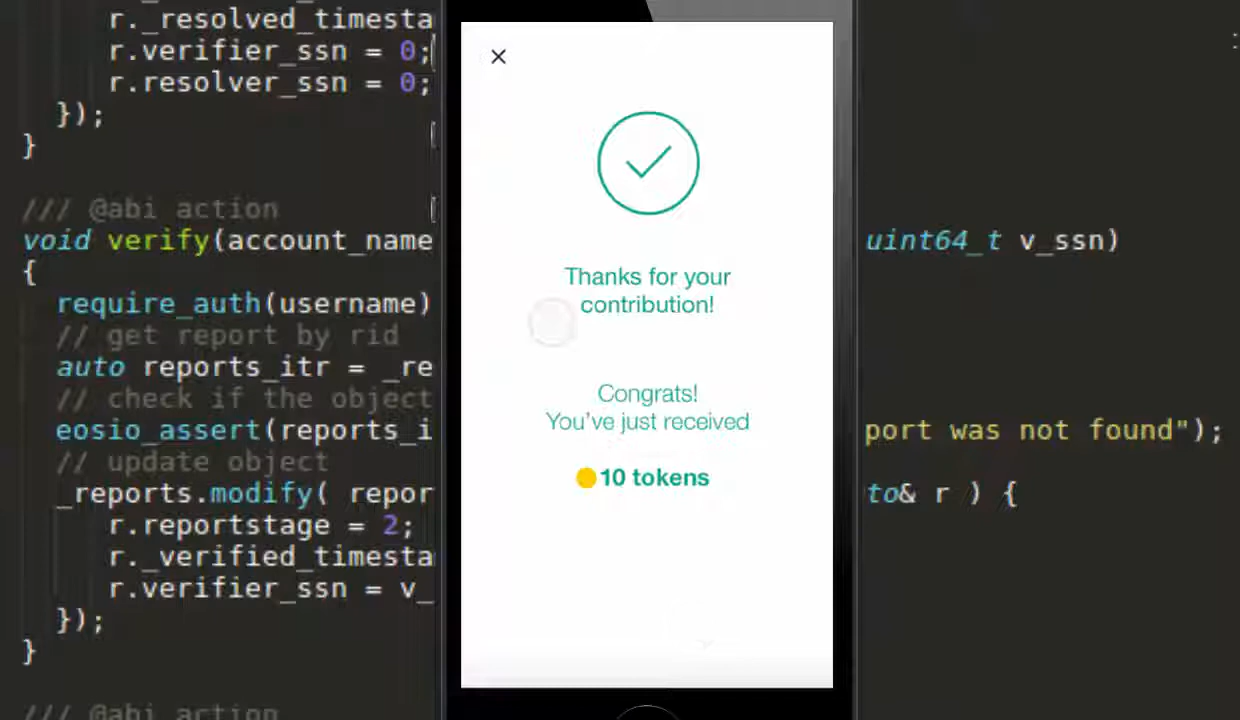 r._resolved_timesta
r.verifier_ssn = 0;
r.resolver_ssn = 0;
});
}
/// @abi action
void verify(account_name uint64_t v_ssn)
{
require_auth(username)
// get report by rid
auto reports_itr = _re
// check if the object
eosio_assert(reports_i port was not found");
// update object
_reports.modify( repor to& r ) {
r.reportstage = 2;
r._verified_timesta
r.verifier_ssn = v_
});
}
/// @abi action
Thanks for your
contribution!
Congrats!
You've just received
10 tokens